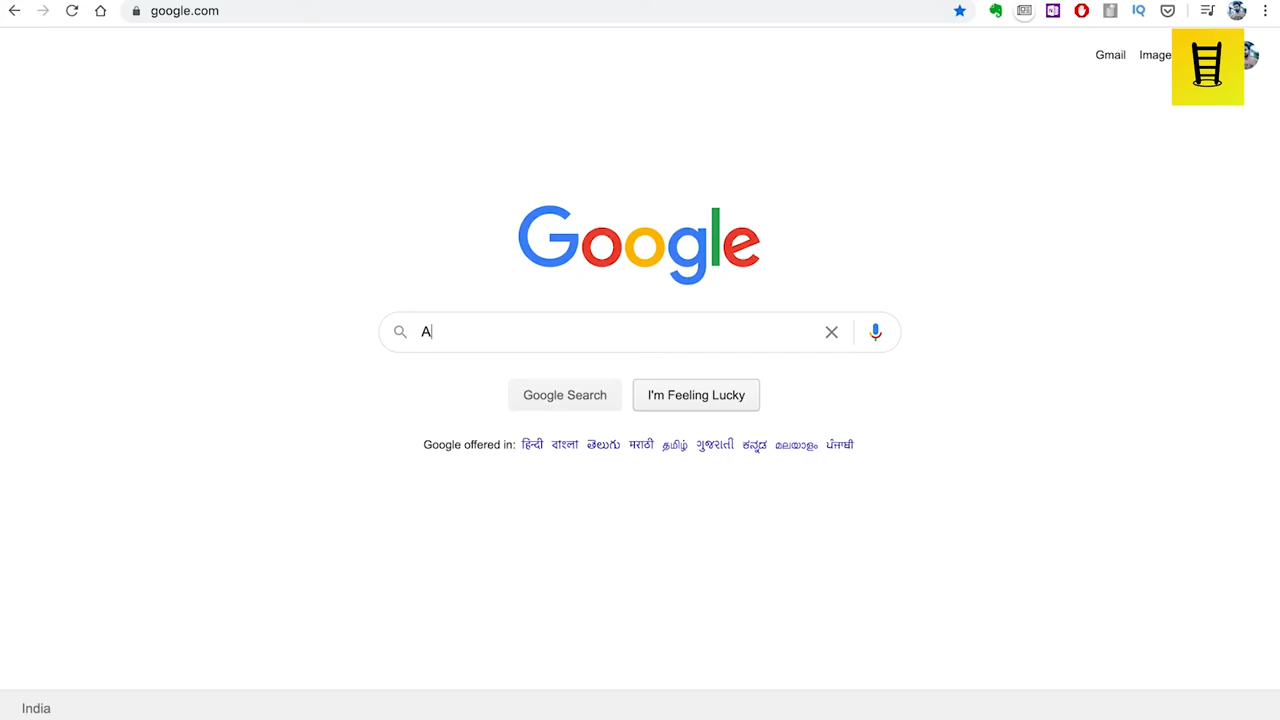 google.com
Gmail Image
Google
A
Google Search I'm Feeling Lucky
Google offered in: हिन्दी বাংলা తెలుగు मराठी தமிழ் ગુજરાતી ಕನ್ನಡ മലയാളം ਪੰਜਾਬੀ
India